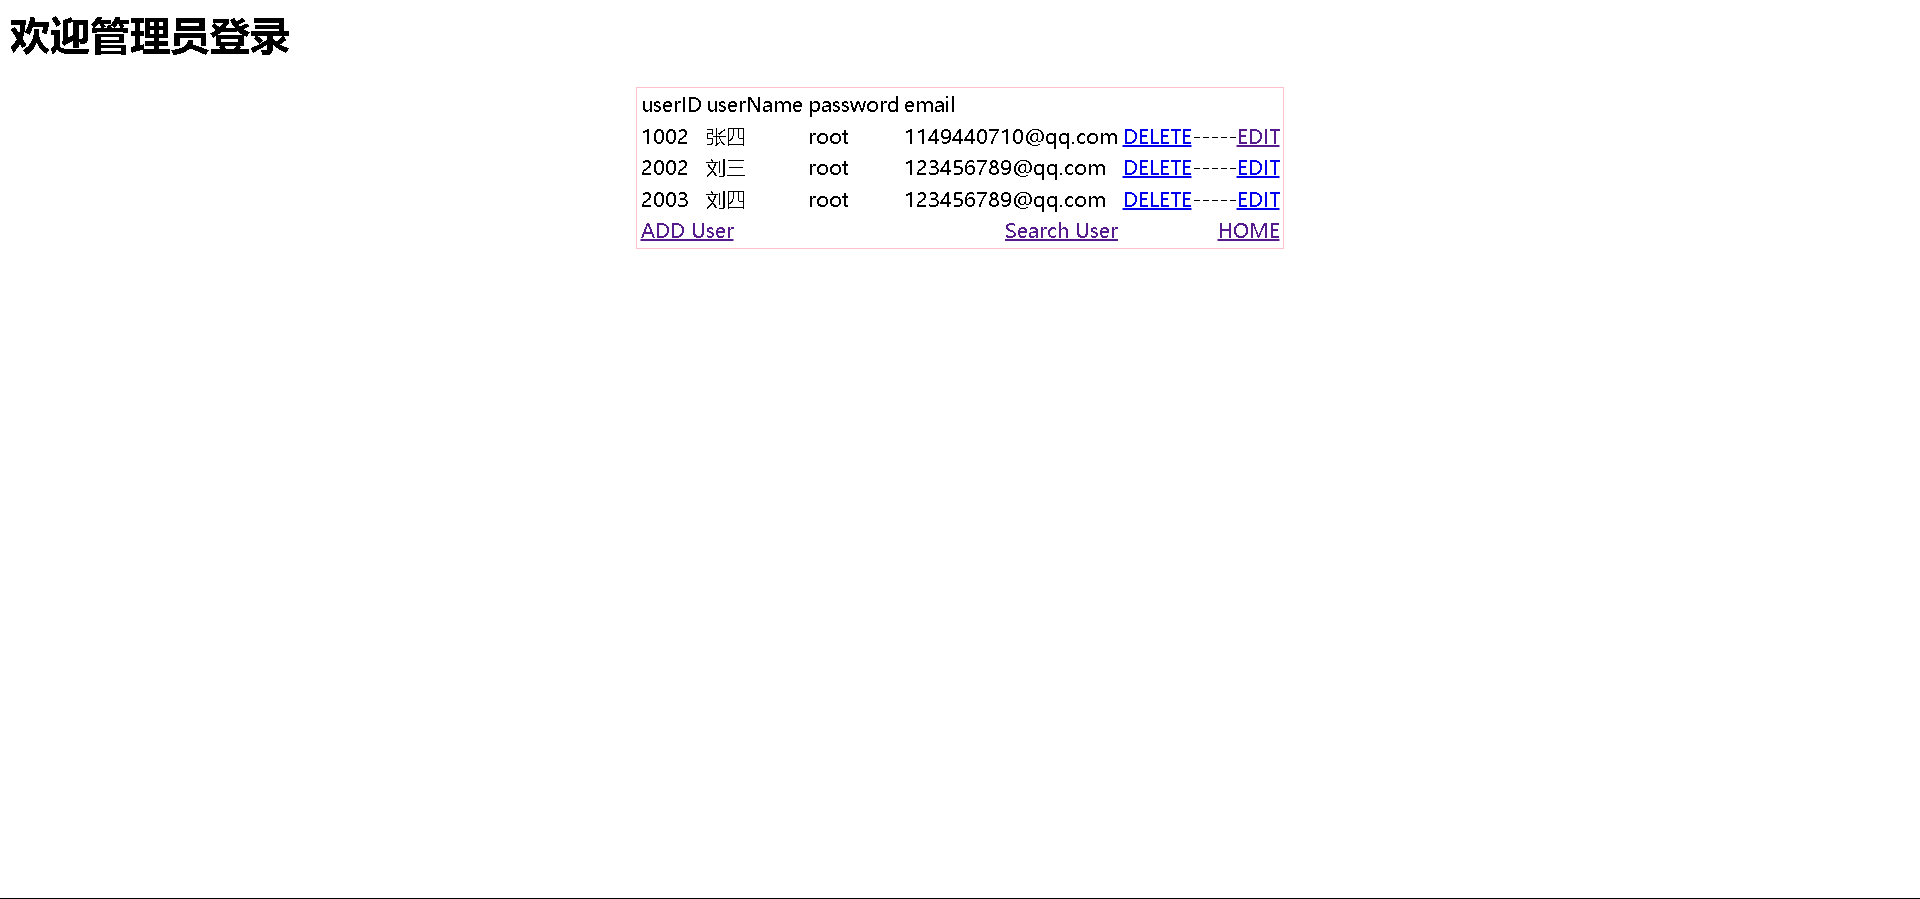 欢迎管理员登录
userID userName password email
1002 张四 root 1149440710@qq.com DELETE-----EDIT
2002 刘三 root 123456789@qq.com DELETE-----EDIT
2003 刘四 root 123456789@qq.com DELETE-----EDIT
ADD User Search User HOME